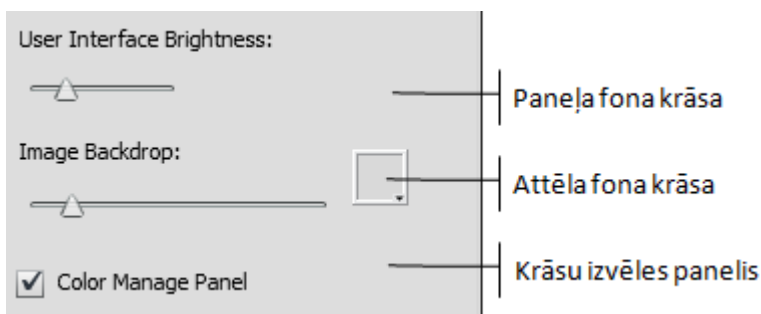 User Interface Brightness:
Paneļa fona krāsa
Image Backdrop:
Attēla fona krāsa
Color Manage Panel
Krāsu izvēles panelis